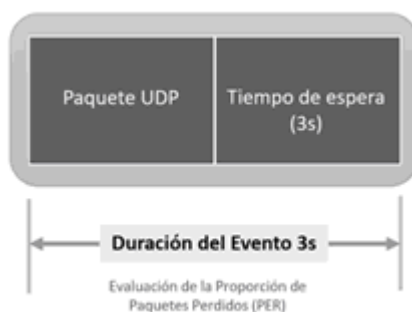 Paquete UDP
Tiempo de espera
(3s)
Duración del Evento 3s
Evaluación de la Proporción de
Paquetes Perdidos (PER)